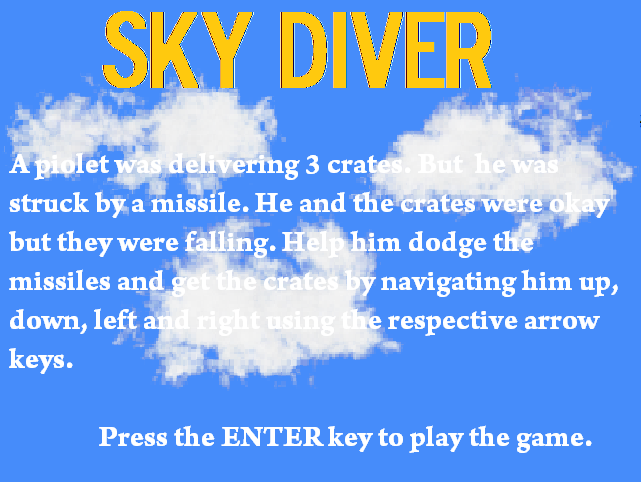 SKY DIVER
A piolet was delivering 3 crates. But  he was
struck by a missile. He and the crates were okay
but they were falling. Help him dodge the
missiles and get the crates by navigating him up,
down, left and right using the respective arrow
keys.
Press the ENTER key to play the game.